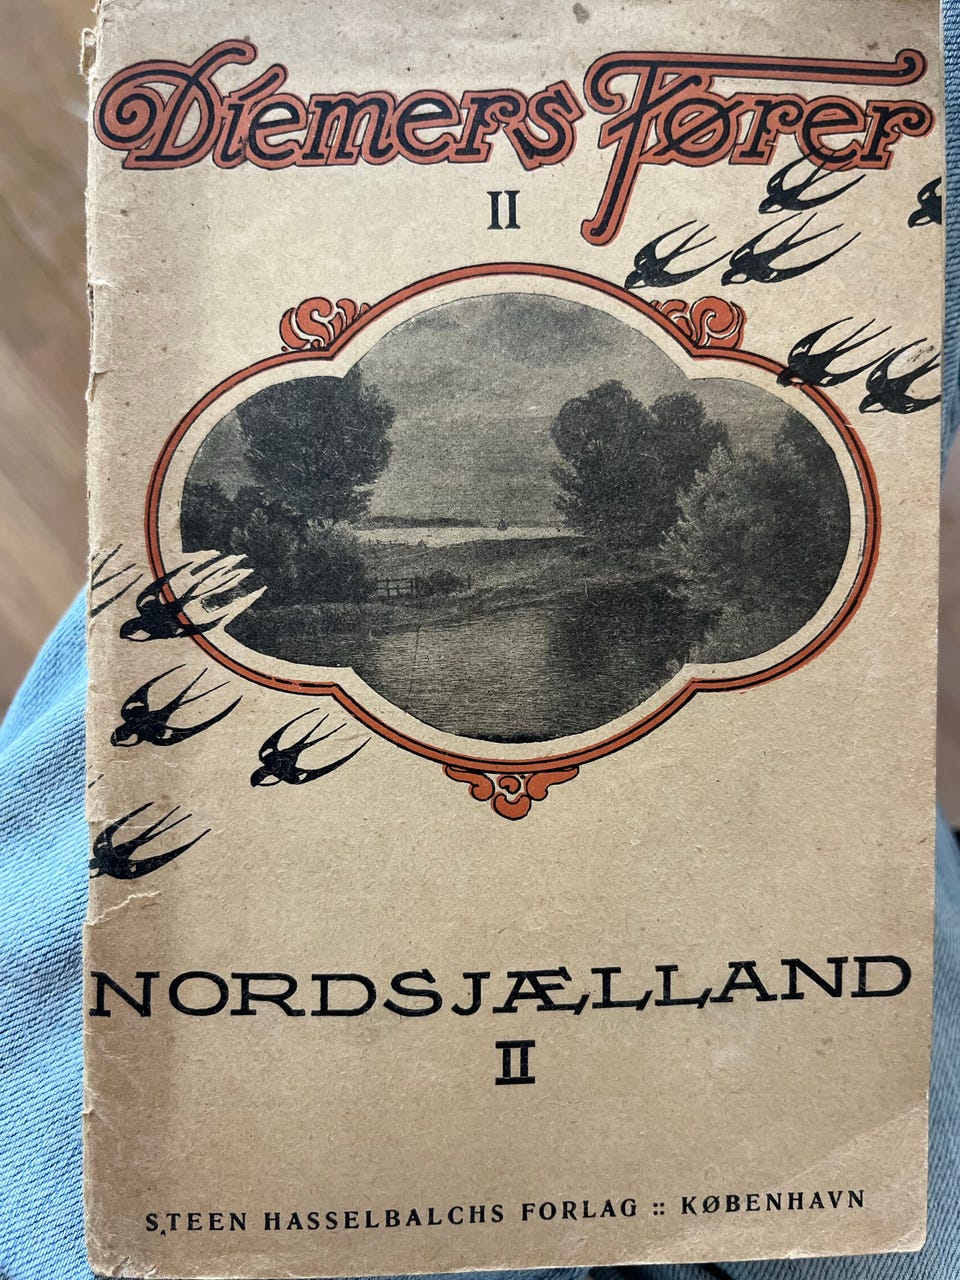 Diemers Fører
II
NORDSJÆLLAND
II
STEEN HASSELBALCHS FORLAG :: KØBENHAVN